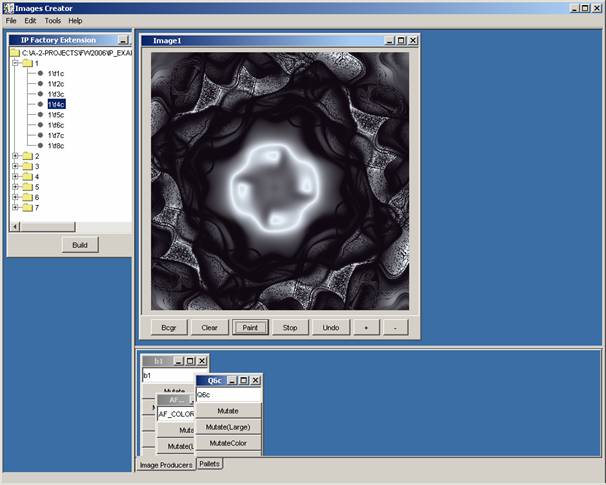 Images Creator
File Edit Tools Help
IP Factory Extension
C:\A-2-PROJECTS\FW2006\IP_EXA
1
1\f1c
1\f2c
1\f3c
1\f4c
1\f5c
1\f6c
1\f7c
1\f8c
2
3
4
5
6
7
Build
Image1
Bcgr Clear Paint Stop Undo + -
b1
b1
Mutate
AF...
AF_COLOR
Muta
Mutate(L
Q6c
Q6c
Mutate
Mutate(Large)
MutateColor
Image Producers Pallets